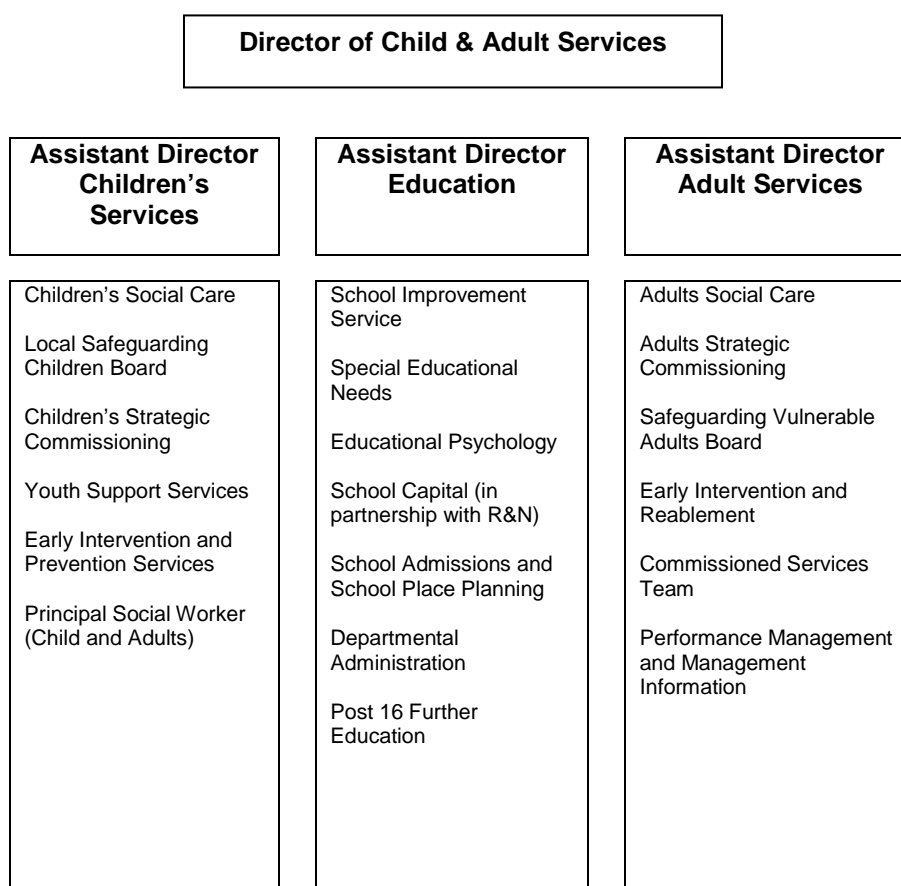 Director of Child & Adult Services
Assistant Director
Children's
Services
Children's Social Care
Local Safeguarding
Children Board
Children's Strategic
Commissioning
Youth Support Services
Early Intervention and
Prevention Services
Principal Social Worker
(Child and Adults)
Assistant Director
Education
School Improvement
Service
Special Educational
Needs
Educational Psychology
School Capital (in
partnership with R&N)
School Admissions and
School Place Planning
Departmental
Administration
Post 16 Further
Education
Assistant Director
Adult Services
Adults Social Care
Adults Strategic
Commissioning
Safeguarding Vulnerable
Adults Board
Early Intervention and
Reablement
Commissioned Services
Team
Performance Management
and Management
Information